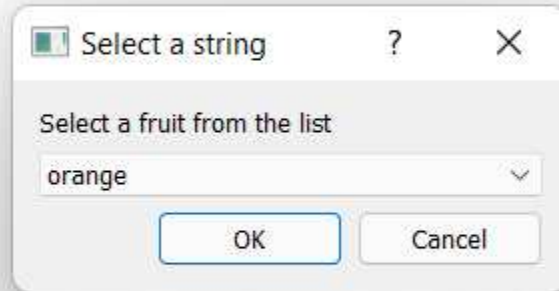 Select a string ?
Select a fruit from the list
orange
OK Cancel